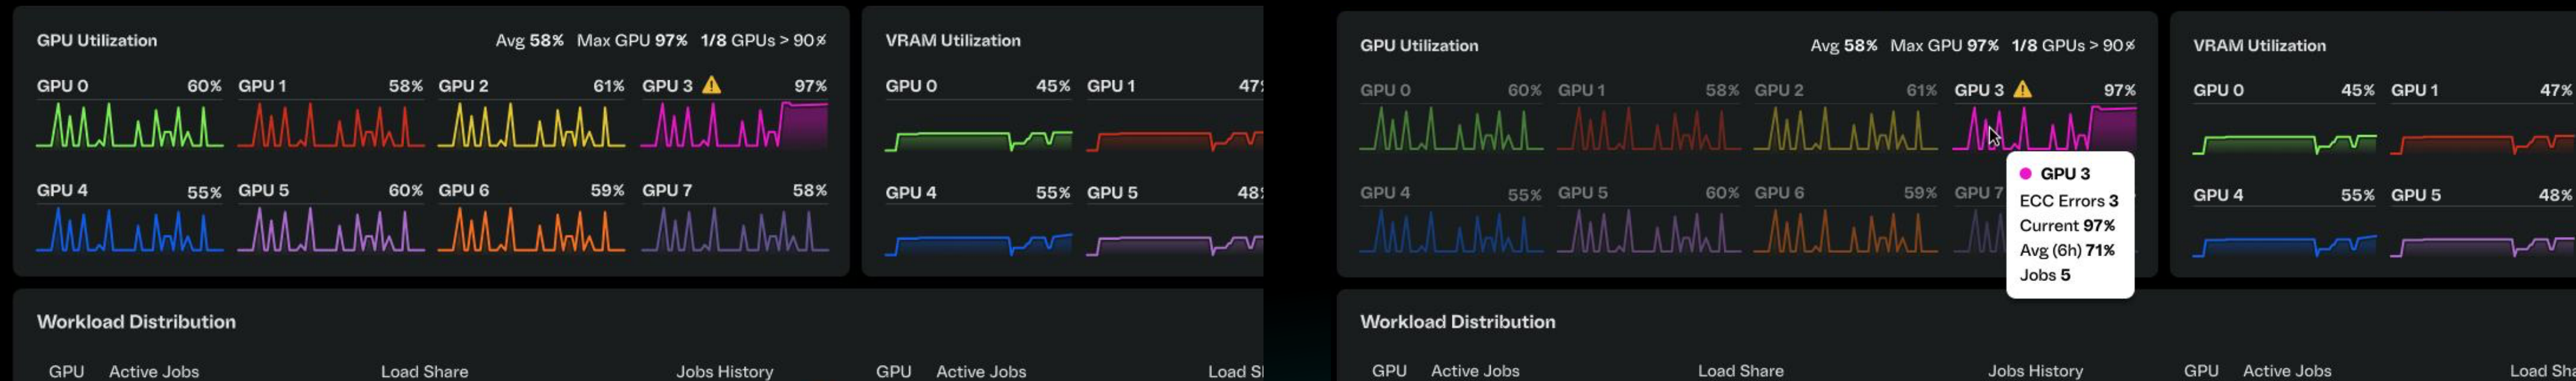 GPU Utilization Avg 58% Max GPU 97% 1/8 GPUs > 90%
GPU 0 60% GPU 1 58% GPU 2 61% GPU 3 97%
GPU 4 55% GPU 5 60% GPU 6 59% GPU 7 58%
VRAM Utilization
GPU 0 45% GPU 1 47%
GPU 4 55% GPU 5 48%
Workload Distribution
GPU Active Jobs Load Share Jobs History GPU Active Jobs Load S
GPU Utilization Avg 58% Max GPU 97% 1/8 GPUs > 90%
GPU 0 60% GPU 1 58% GPU 2 61% GPU 3 97%
GPU 4 55% GPU 5 60% GPU 6 59% GPU 7
GPU 3
ECC Errors 3
Current 97%
Avg (6h) 71%
Jobs 5
VRAM Utilization
GPU 0 45% GPU 1 47%
GPU 4 55% GPU 5 48%
Workload Distribution
GPU Active Jobs Load Share Jobs History GPU Active Jobs Load Sha